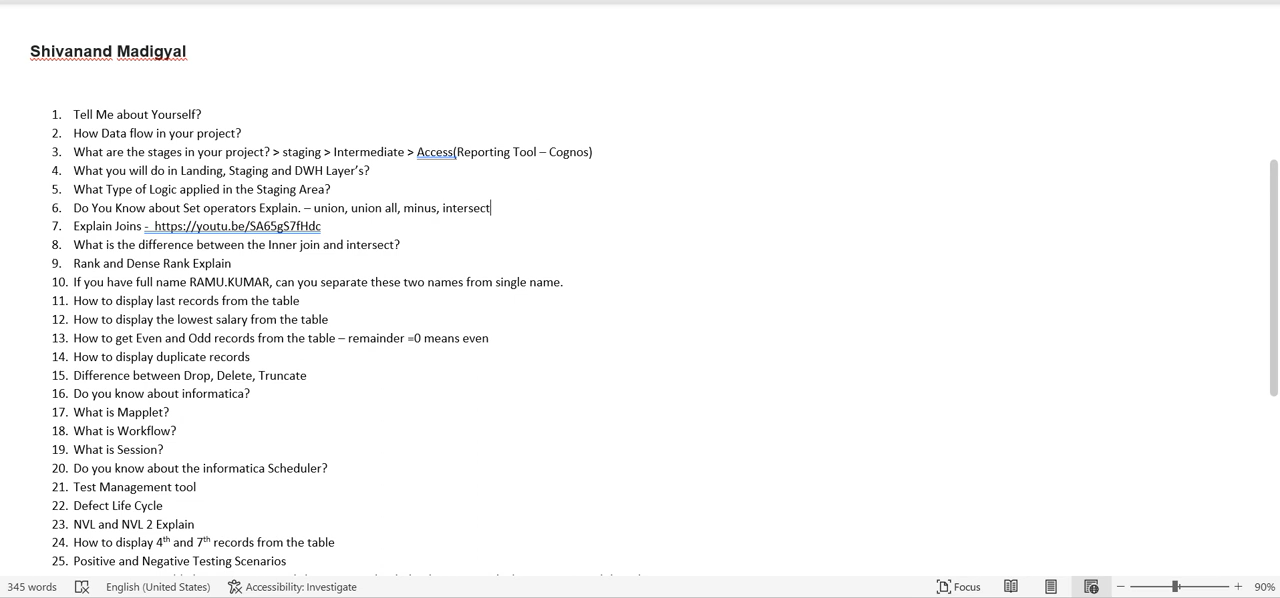 Shivanand Madigyal
1. Tell Me about Yourself?
2. How Data flow in your project?
3. What are the stages in your project? > staging > Intermediate > Access(Reporting Tool – Cognos)
4. What you will do in Landing, Staging and DWH Layer’s?
5. What Type of Logic applied in the Staging Area?
6. Do You Know about Set operators Explain. – union, union all, minus, intersect
7. Explain Joins - https://youtu.be/SA65gS7fHdc
8. What is the difference between the Inner join and intersect?
9. Rank and Dense Rank Explain
10. If you have full name RAMU.KUMAR, can you separate these two names from single name.
11. How to display last records from the table
12. How to display the lowest salary from the table
13. How to get Even and Odd records from the table – remainder =0 means even
14. How to display duplicate records
15. Difference between Drop, Delete, Truncate
16. Do you know about informatica?
17. What is Mapplet?
18. What is Workflow?
19. What is Session?
20. Do you know about the informatica Scheduler?
21. Test Management tool
22. Defect Life Cycle
23. NVL and NVL 2 Explain
24. How to display 4th and 7th records from the table
25. Positive and Negative Testing Scenarios
345 words English (United States) Accessibility: Investigate Focus 90%